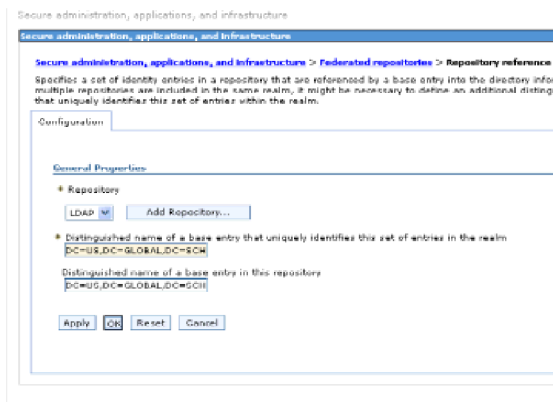 Secure administration, applications, and infrastructure
Secure administration, applications, and infrastructure
Secure administration, applications, and infrastructure > Federated repositories > Repository reference
Specifies a set of identity entries in a repository that are referenced by a base entry into the directory infor
multiple repositories are included in the same realm, it might be necessary to define an additional disting
that uniquely identifies this set of entries within the realm.
Configuration
General Properties
* Repository
LDAP Add Repository...
* Distinguished name of a base entry that uniquely identifies this set of entries in the realm
DC=US,DC=GLOBAL,DC=SCH
Distinguished name of a base entry in this repository
DC=US,DC=GLOBAL,DC=SCH
Apply OK Reset Cancel